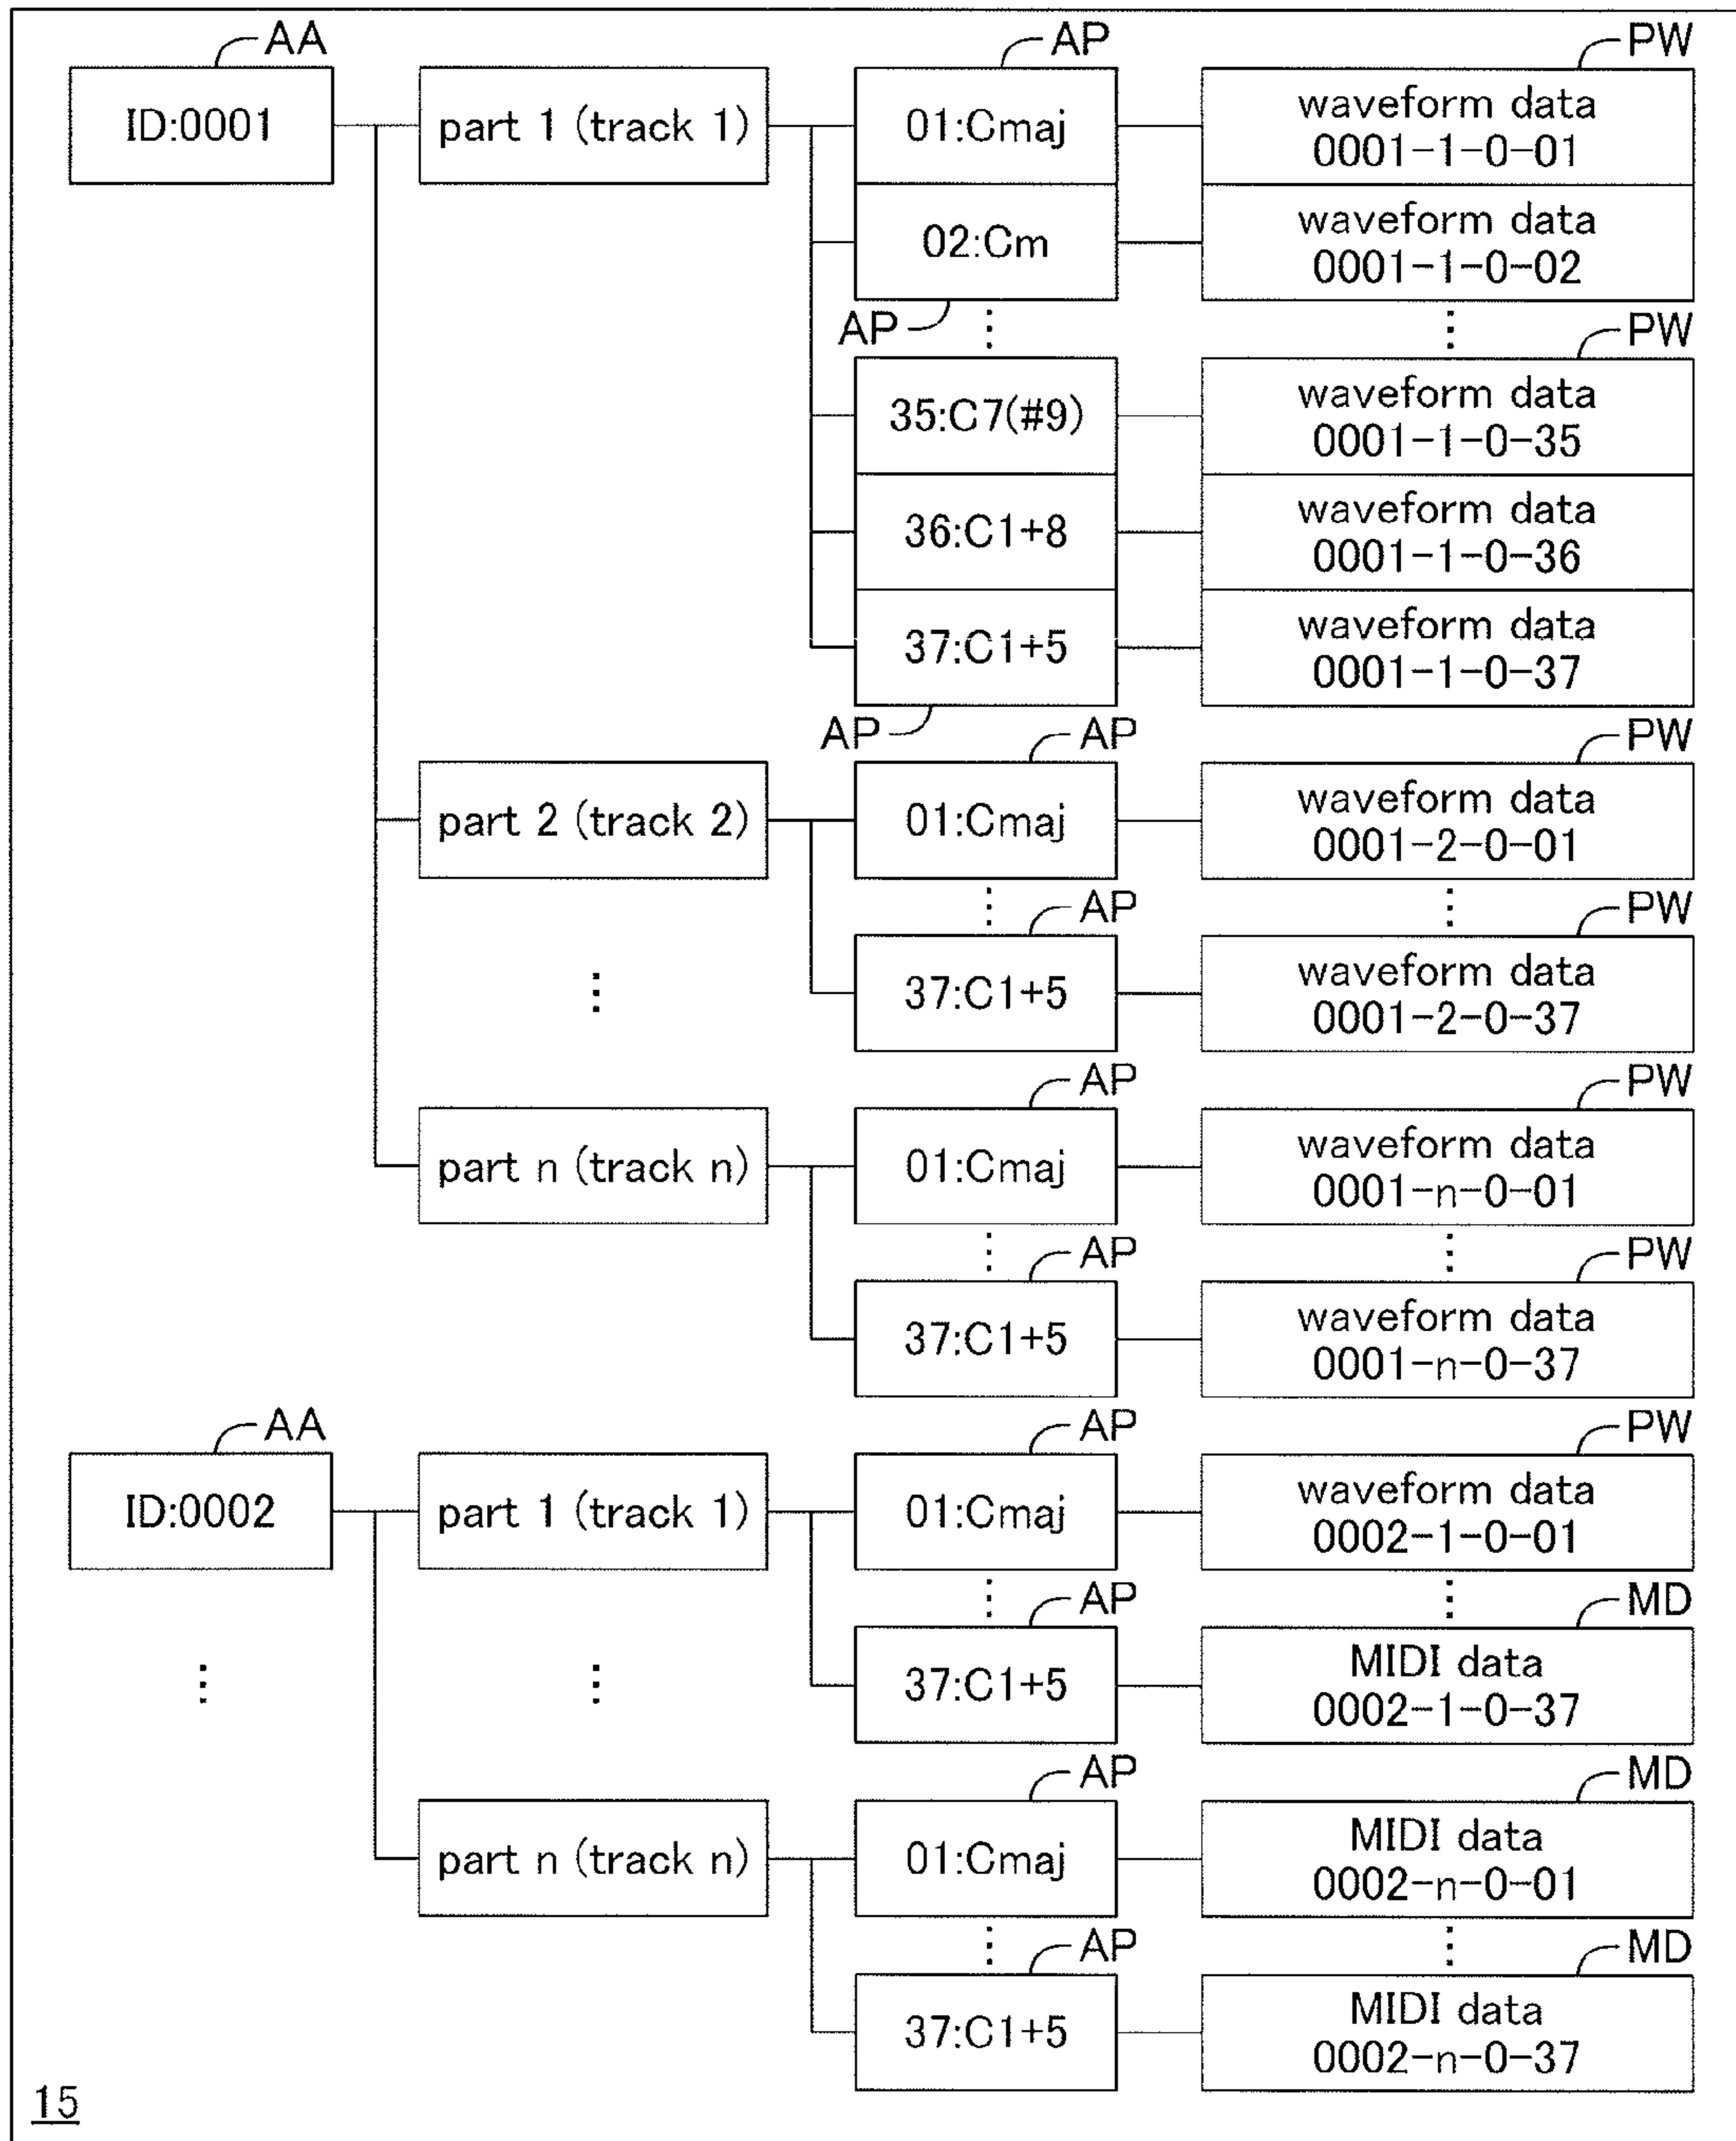 AA
AP
PW
ID:0001
part 1 (track 1)
01:Cmaj
waveform data
0001-1-0-01
02:Cm
waveform data
0001-1-0-02
AP
⋮
⋮
PW
35:C7(#9)
waveform data
0001-1-0-35
36:C1+8
waveform data
0001-1-0-36
37:C1+5
waveform data
0001-1-0-37
AP
AP
PW
part 2 (track 2)
01:Cmaj
waveform data
0001-2-0-01
⋮
AP
⋮
PW
⋮
37:C1+5
waveform data
0001-2-0-37
AP
PW
part n (track n)
01:Cmaj
waveform data
0001-n-0-01
⋮
AP
⋮
PW
37:C1+5
waveform data
0001-n-0-37
AA
AP
PW
ID:0002
part 1 (track 1)
01:Cmaj
waveform data
0002-1-0-01
⋮
AP
⋮
MD
⋮
⋮
37:C1+5
MIDI data
0002-1-0-37
AP
MD
part n (track n)
01:Cmaj
MIDI data
0002-n-0-01
⋮
AP
⋮
MD
37:C1+5
MIDI data
0002-n-0-37
15